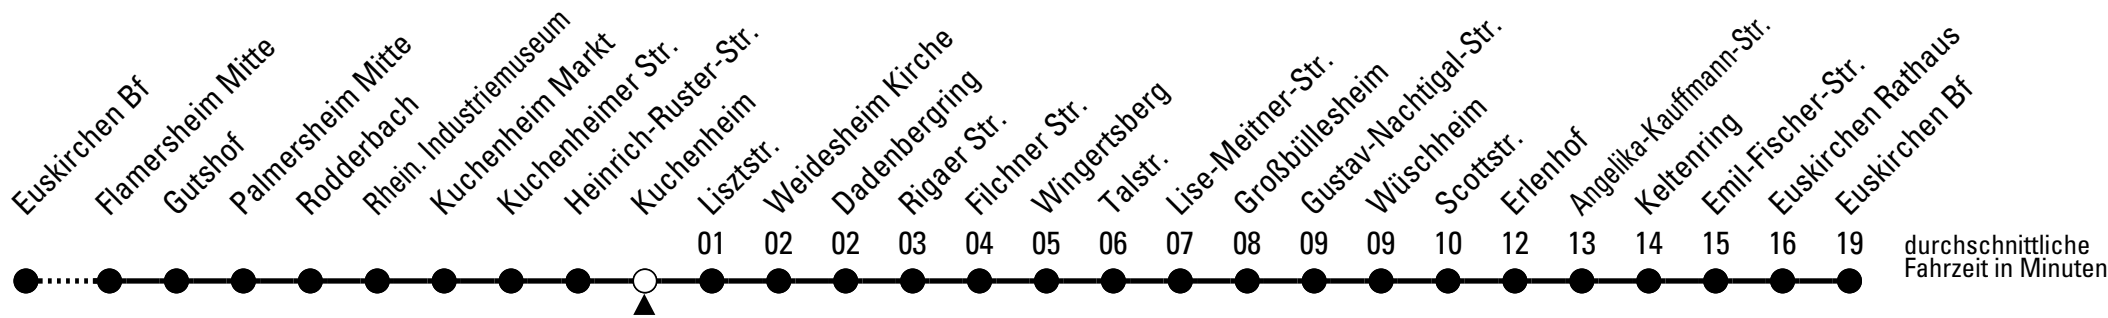 Euskirchen Bf
Flamersheim Mitte
Gutshof
Palmersheim Mitte
Rodderbach
Rhein. Industriemuseum
Kuchenheim Markt
Kuchenheimer Str.
Heinrich-Ruster-Str.
Kuchenheim
Lisztstr.
Weidesheim Kirche
Dadenbergring
Rigaer Str.
Filchner Str.
Wingertsberg
Talstr.
Lise-Meitner-Str.
Großbüllesheim
Gustav-Nachtigal-Str.
Wüschheim
Scottstr.
Erlenhof
Angelika-Kauffmann-Str.
Keltenring
Emil-Fischer-Str.
Euskirchen Rathaus
Euskirchen Bf
01 02 02 03 04 05 06 07 08 09 09 10 12 13 14 15 16 19
durchschnittliche
Fahrzeit in Minuten